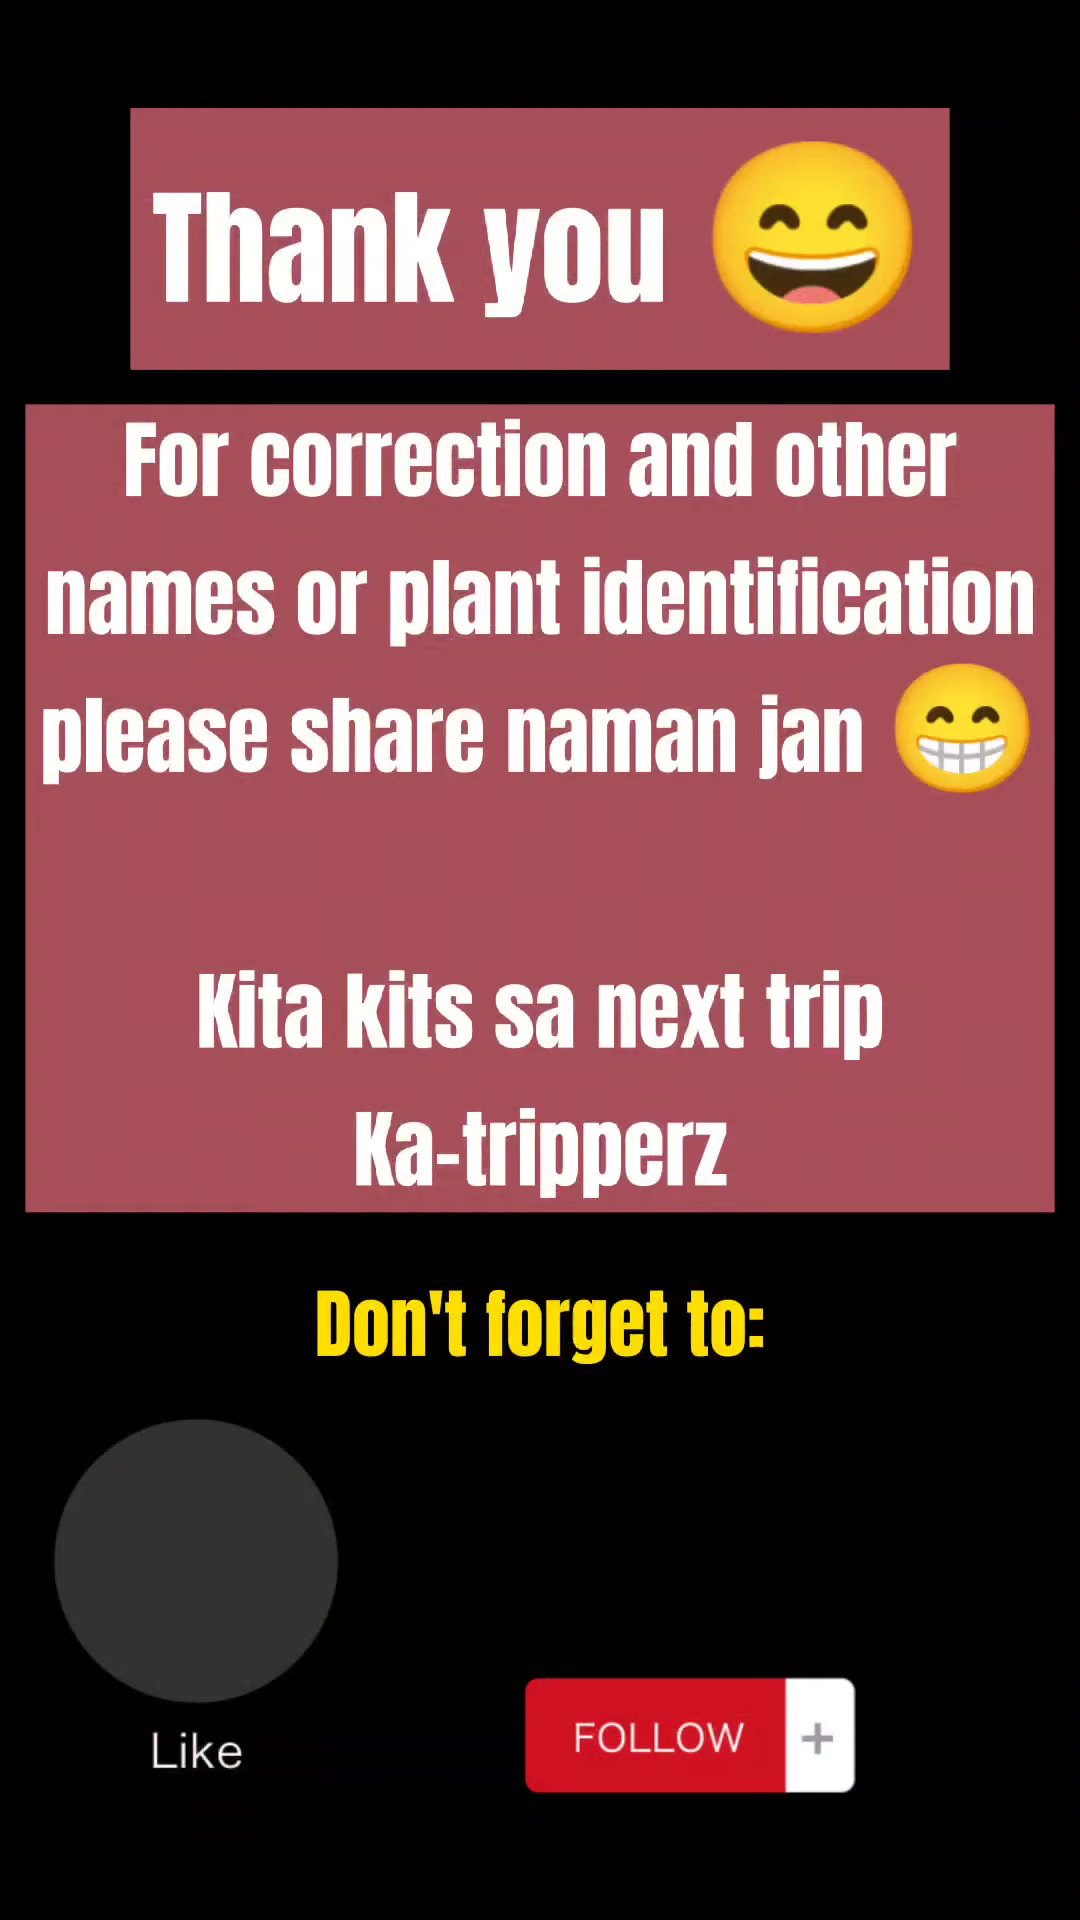 Thank you 😄
For correction and other
names or plant identification
please share naman jan 😁
Kita kits sa next trip
Ka-tripperz
Don't forget to:
Like
FOLLOW +